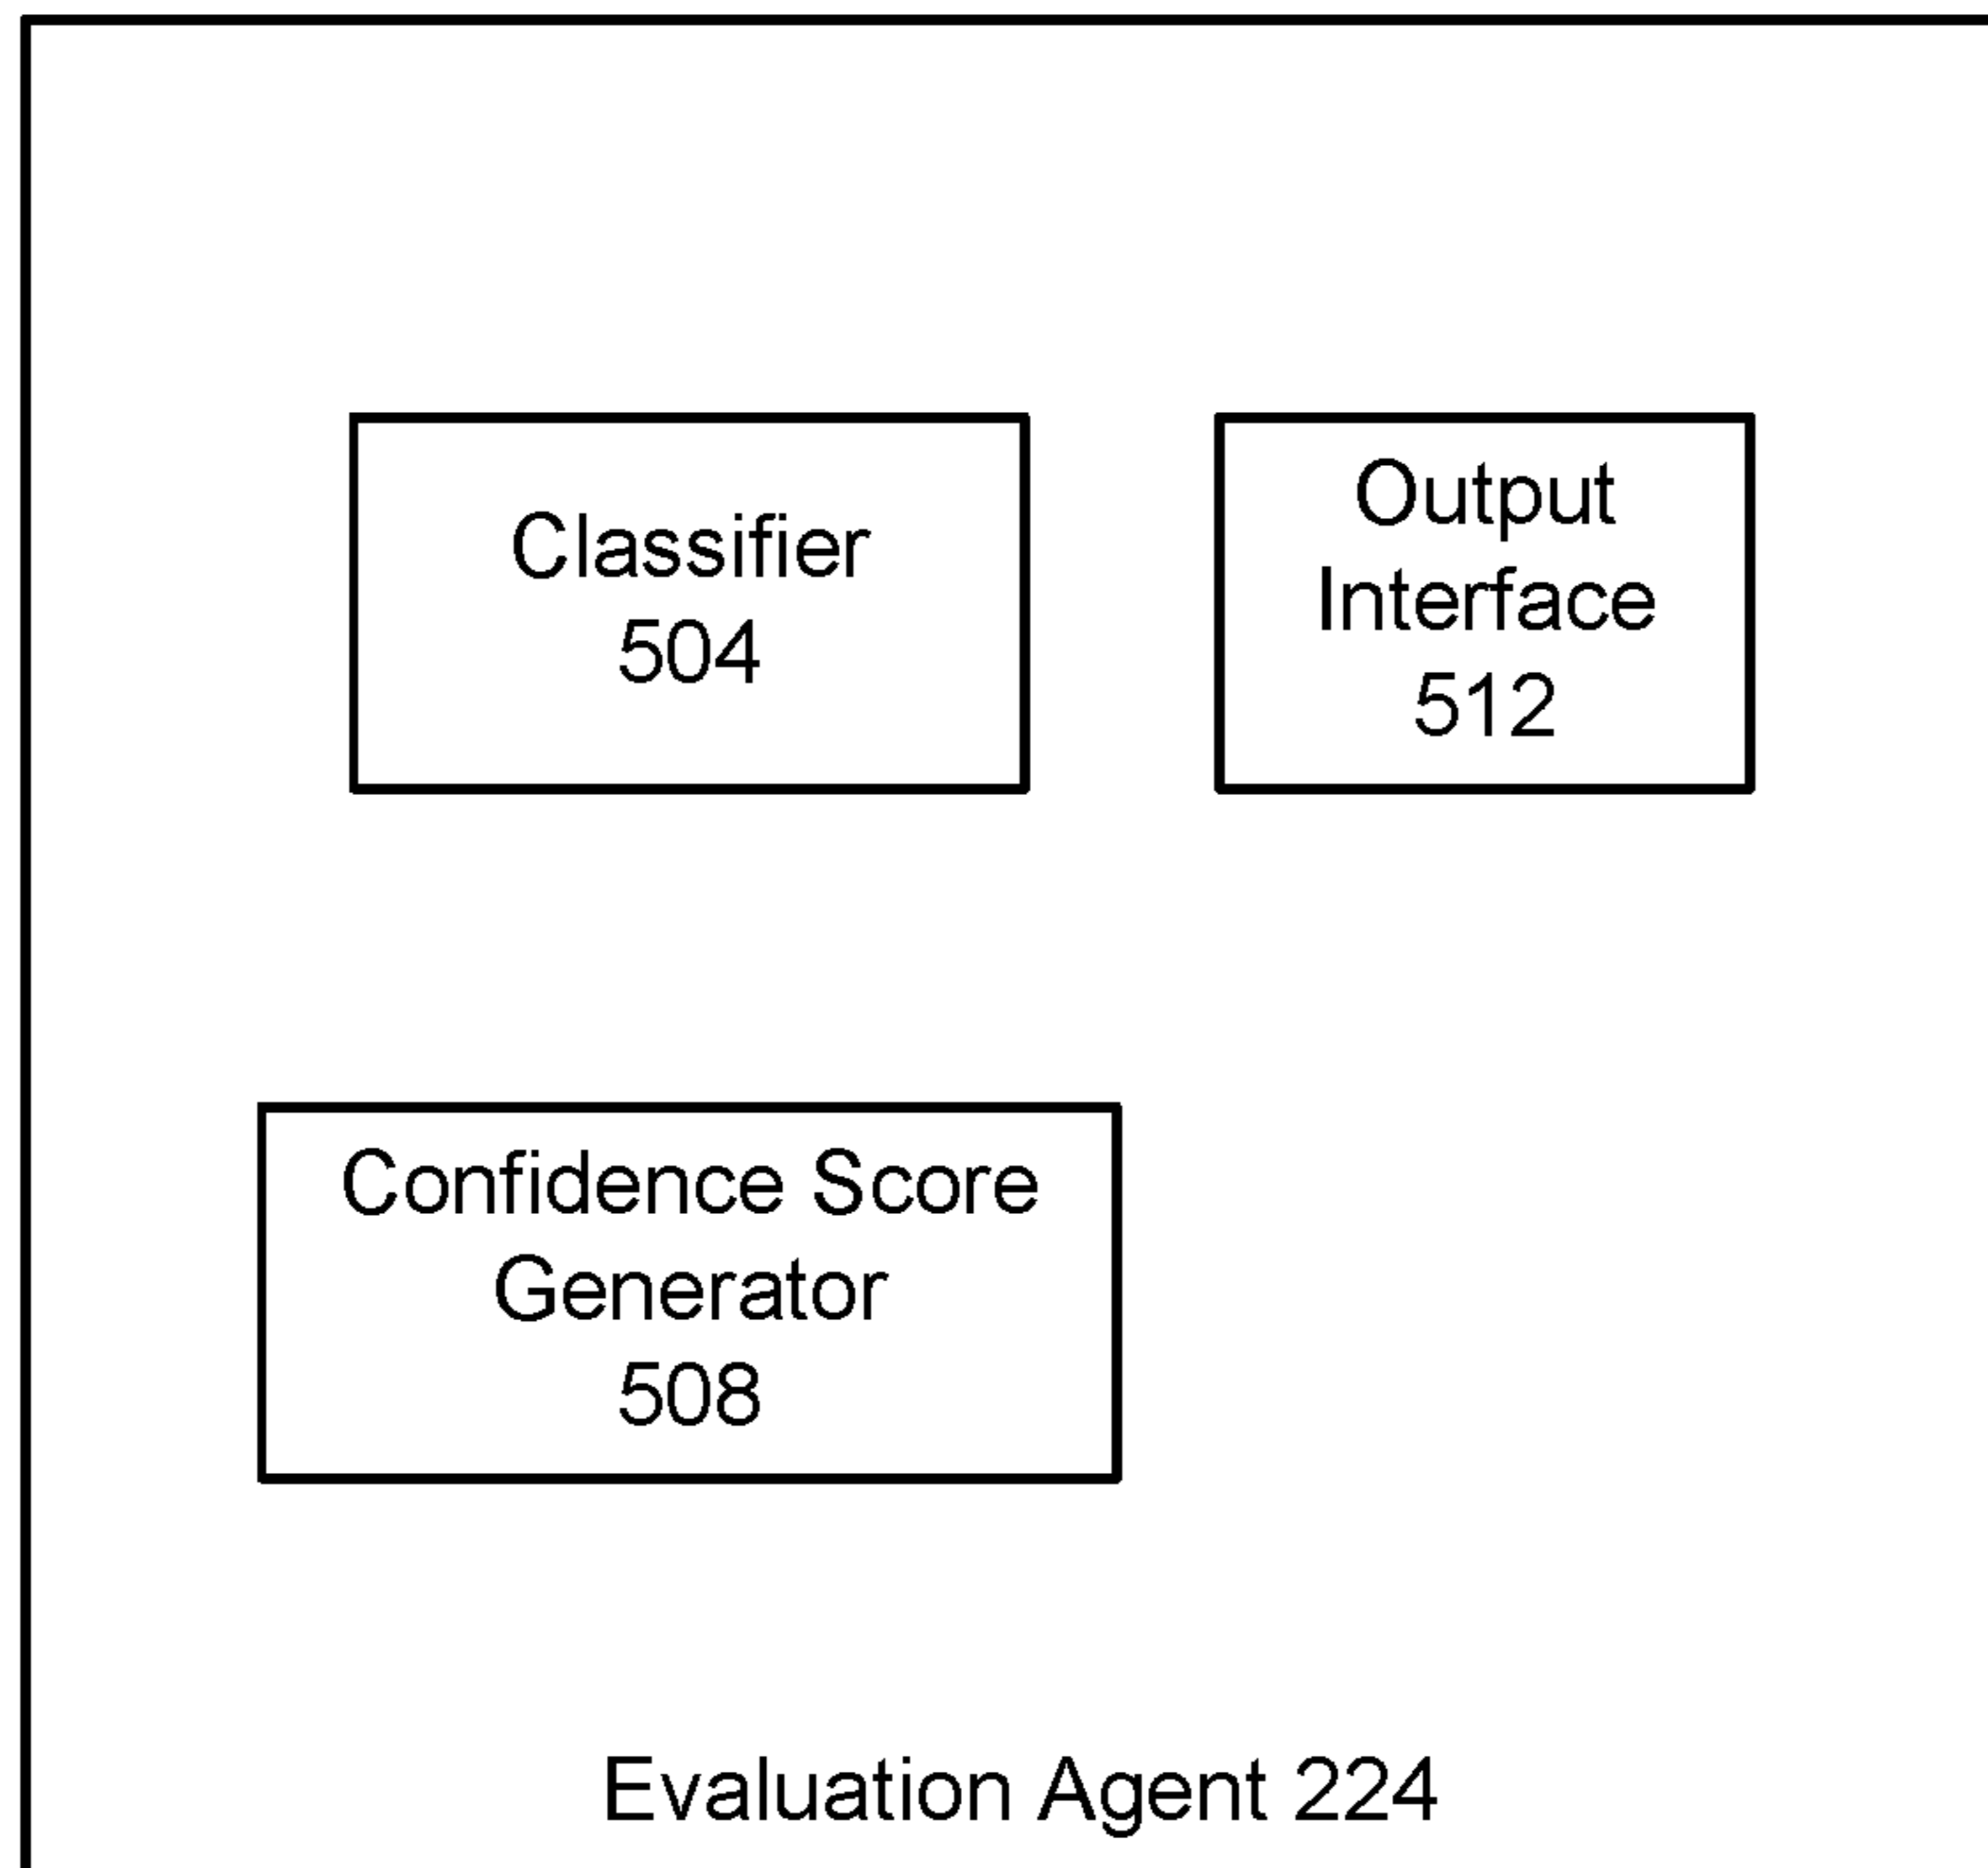 Classifier
504
Output
Interface
512
Confidence Score
Generator
508
Evaluation Agent 224